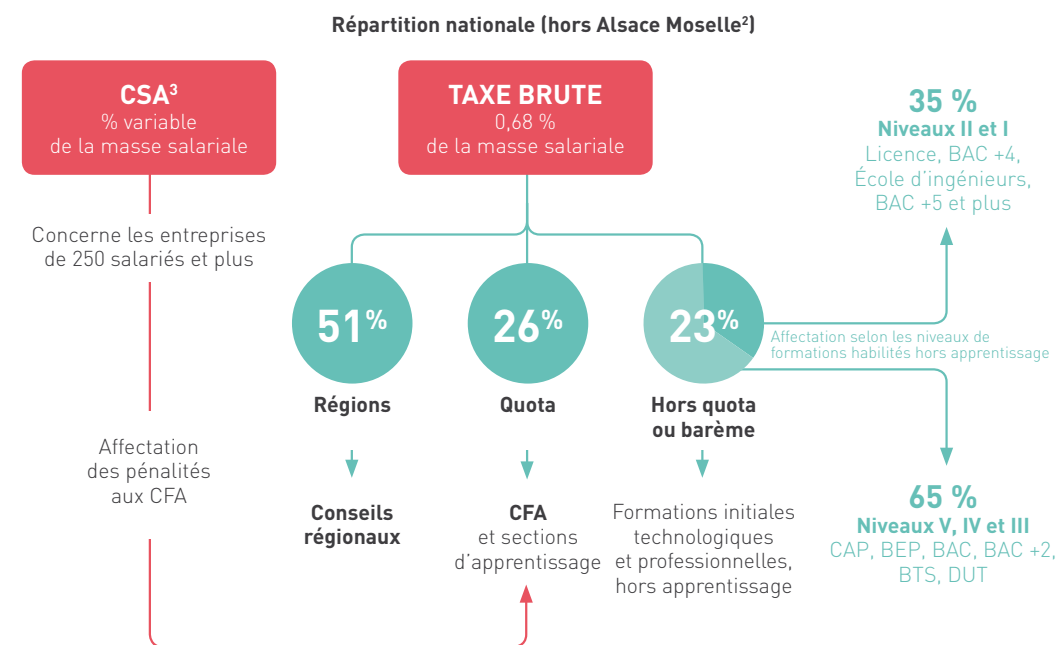 Répartition nationale (hors Alsace Moselle²)
CSA³
% variable
de la masse salariale
Concerne les entreprises
de 250 salariés et plus
Affectation
des pénalités
aux CFA
TAXE BRUTE
0,68 %
de la masse salariale
51%
Régions
Conseils
régionaux
26%
Quota
CFA
et sections
d'apprentissage
23%
Hors quota
ou barème
Formations initiales
technologiques
et professionnelles,
hors apprentissage
Affectation selon les niveaux de
formations habilités hors apprentissage
35 %
Niveaux II et I
Licence, BAC +4,
École d'ingénieurs,
BAC +5 et plus
65 %
Niveaux V, IV et III
CAP, BEP, BAC, BAC +2,
BTS, DUT